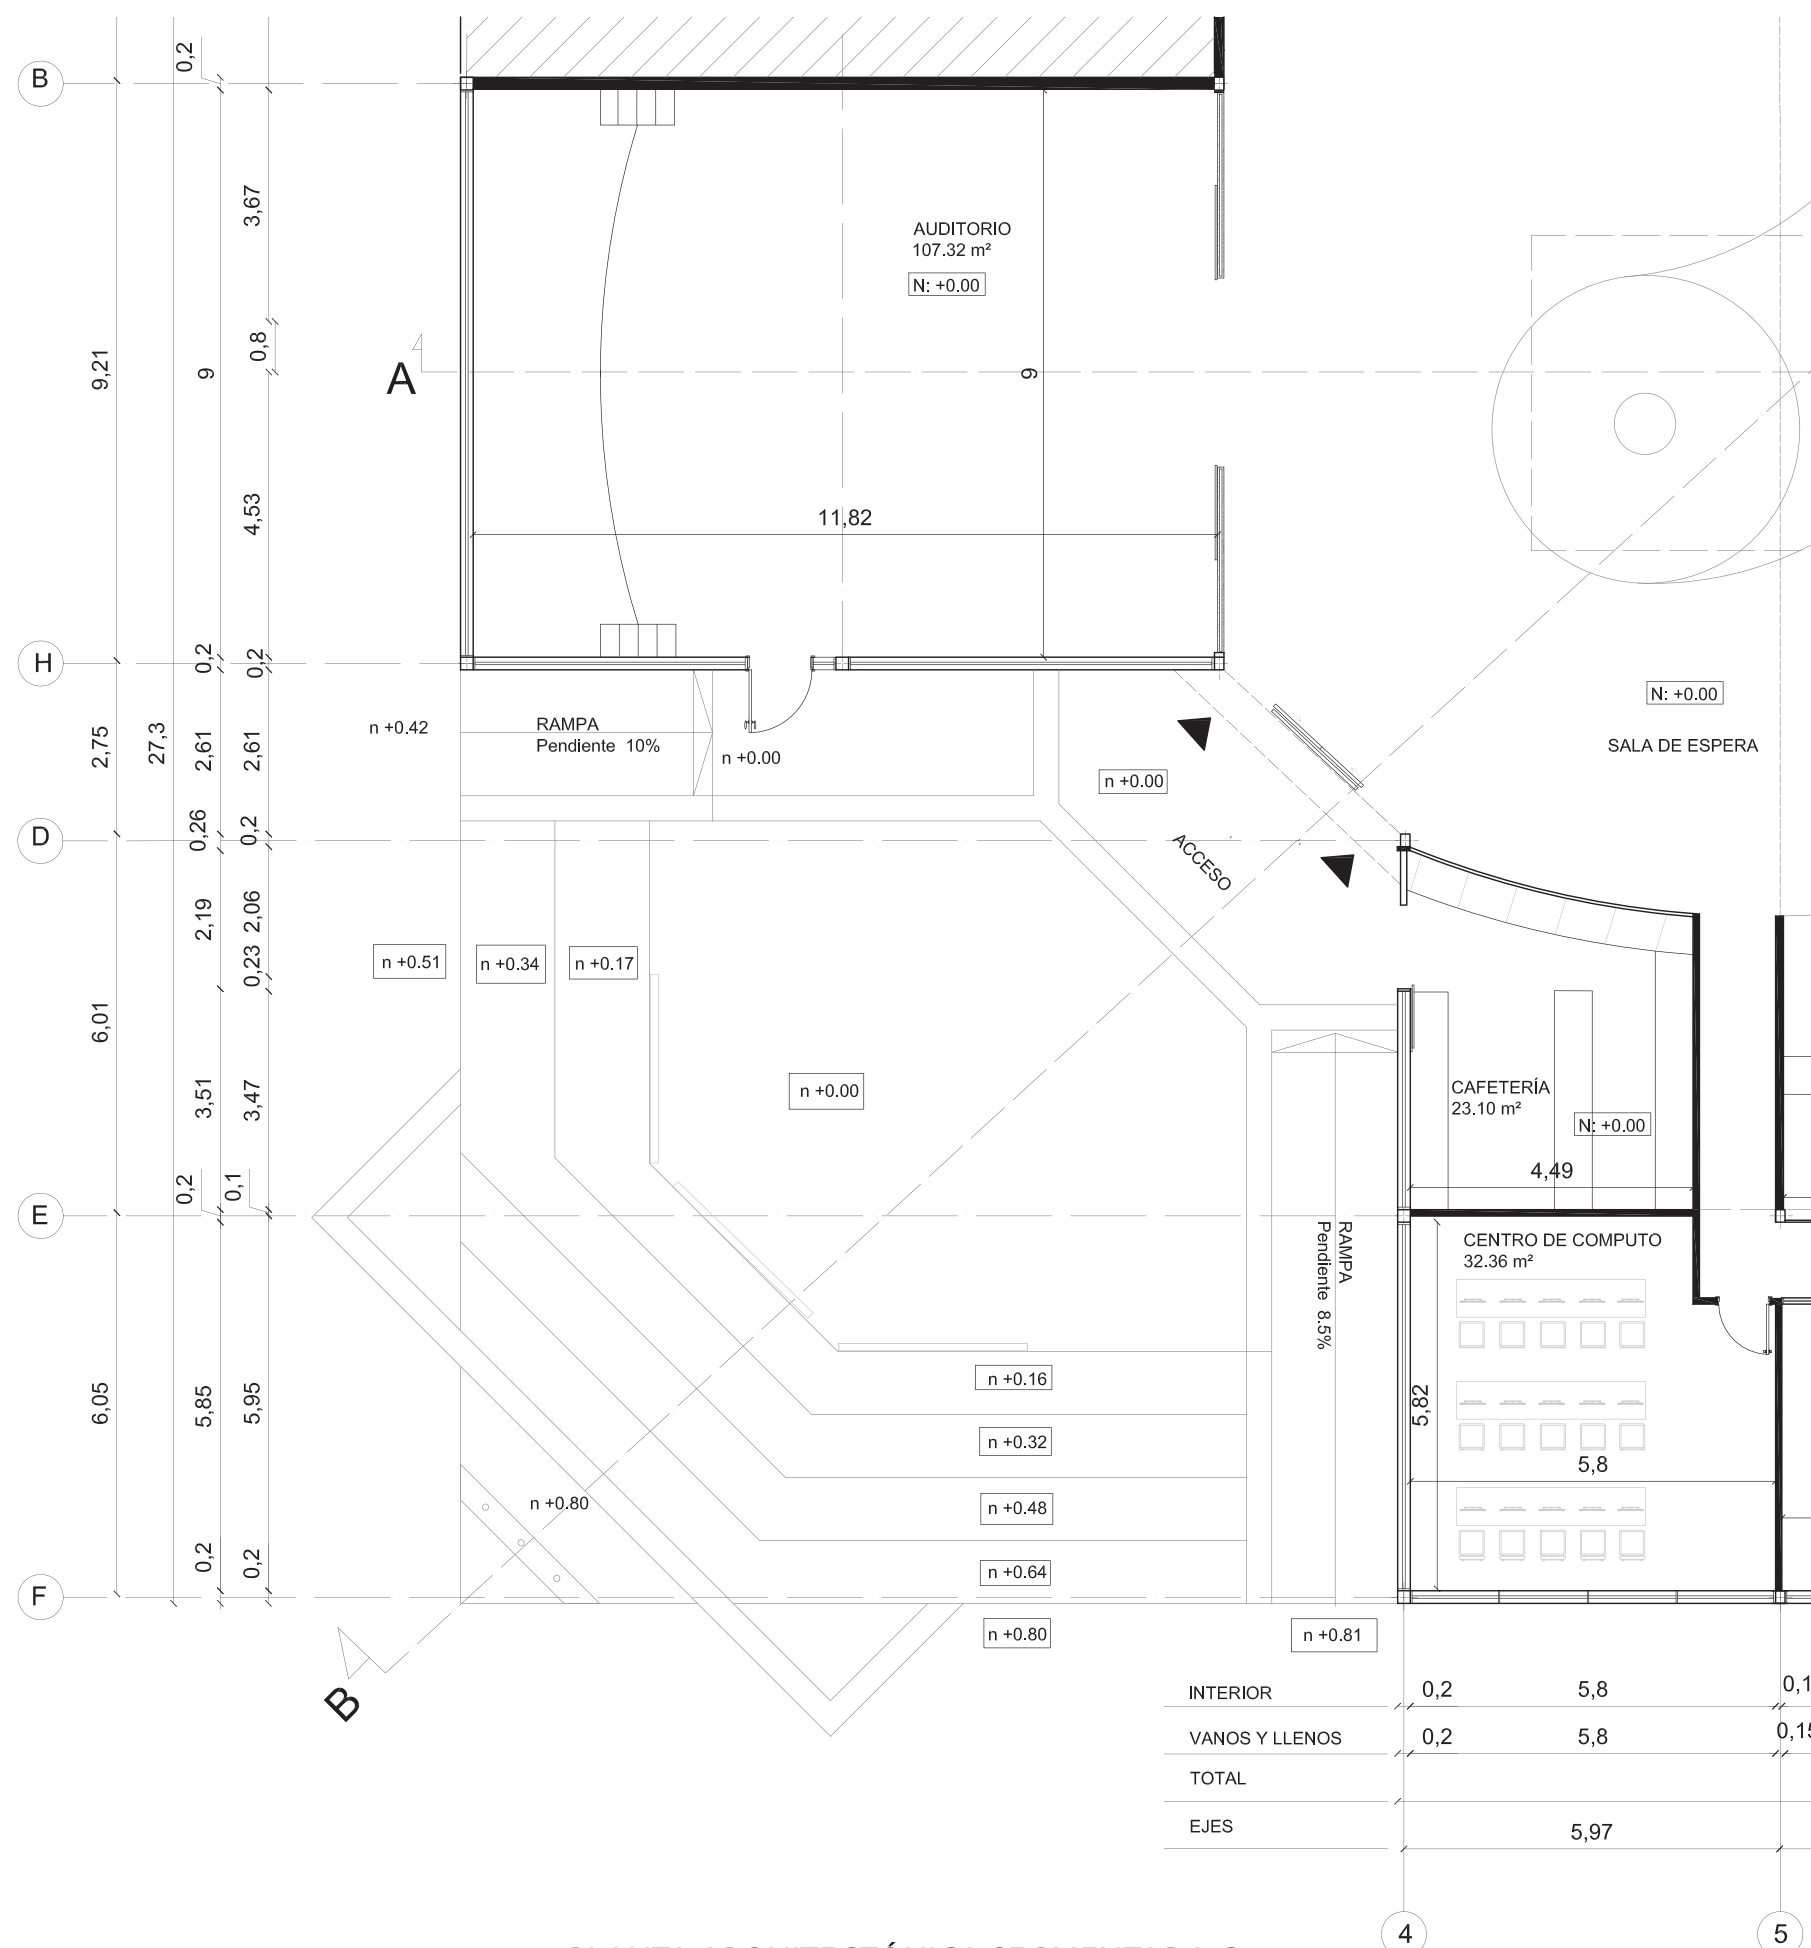 B
0,2
9,21
9
3,67
0,8
4,53
AUDITORIO
107.32 m²
N: +0.00
A
9
11,82
H
0,2
0,2
2,75
27,3
2,61
2,61
n +0.42
RAMPA
Pendiente 10%
n +0.00
n +0.00
N: +0.00
SALA DE ESPERA
D
0,26
0,2
ACCESO
2,19
2,06
0,23
n +0.51
n +0.34
n +0.17
6,01
3,51
3,47
n +0.00
CAFETERÍA
23.10 m²
N: +0.00
4,49
0,2
0,1
E
RAMPA
Pendiente 8.5%
CENTRO DE COMPUTO
32.36 m²
6,05
5,85
5,95
n +0.16
5,82
n +0.32
5,8
n +0.48
n +0.80
0,2
0,2
n +0.64
F
n +0.80
n +0.81
B
INTERIOR 0,2 5,8 0,1
VANOS Y LLENOS 0,2 5,8 0,15
TOTAL
EJES 5,97
4
5